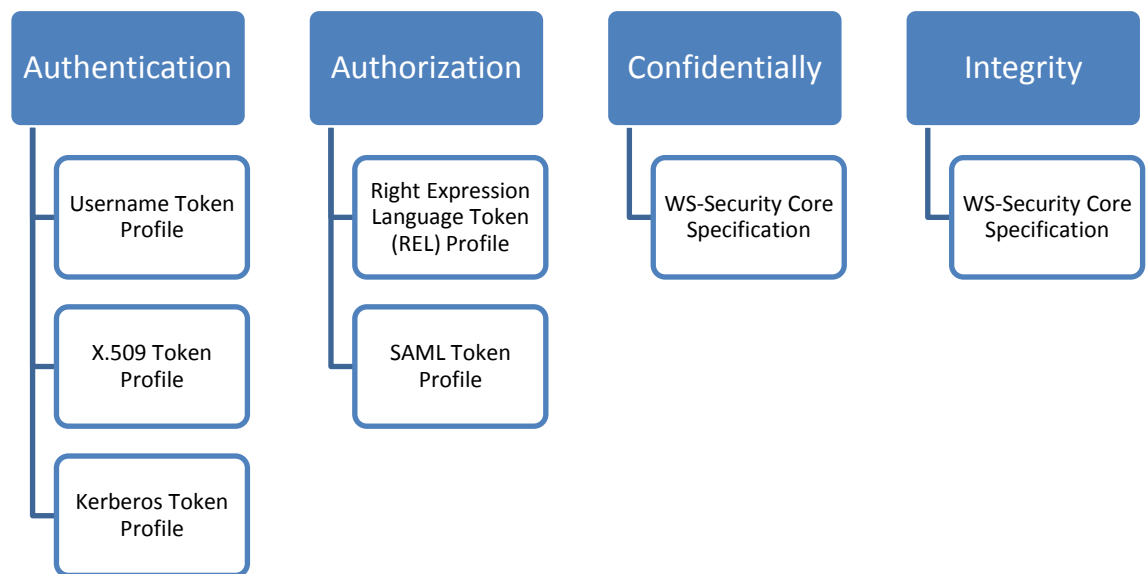 Authentication
Username Token
Profile
X.509 Token
Profile
Kerberos Token
Profile
Authorization
Right Expression
Language Token
(REL) Profile
SAML Token
Profile
Confidentially
WS-Security Core
Specification
Integrity
WS-Security Core
Specification